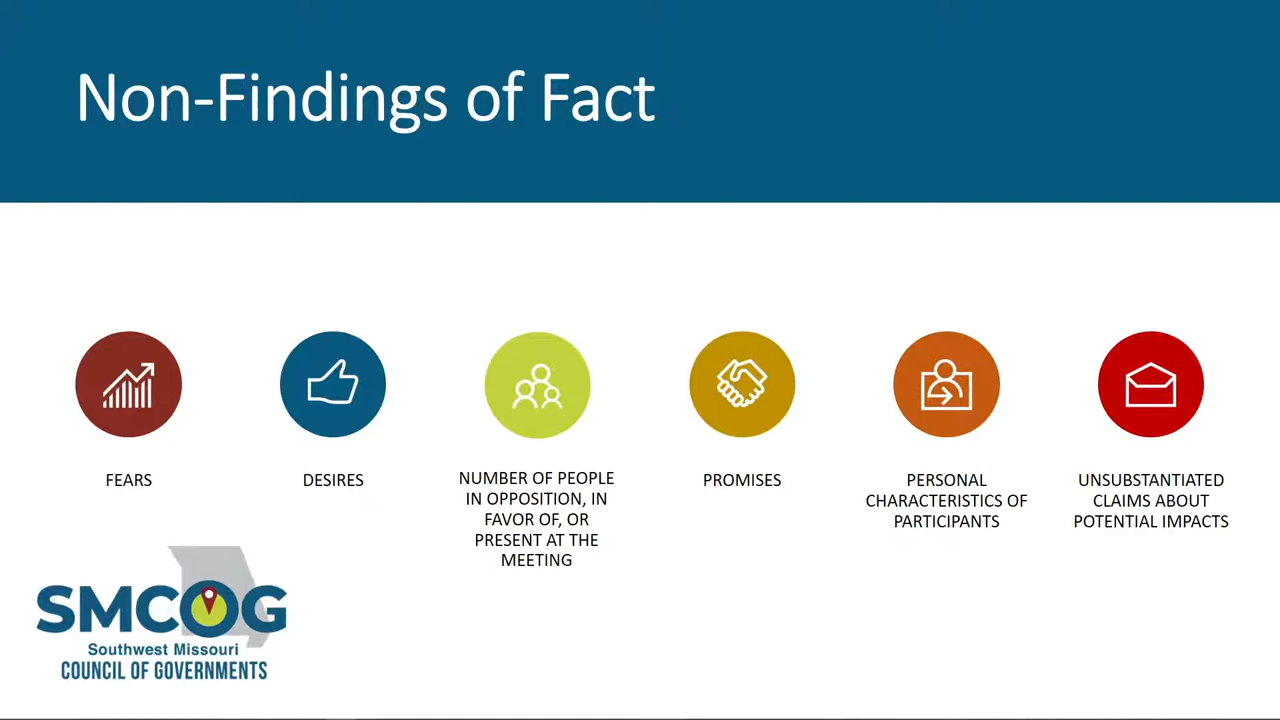 Non-Findings of Fact
FEARS
DESIRES
NUMBER OF PEOPLE
IN OPPOSITION, IN
FAVOR OF, OR
PRESENT AT THE
MEETING
PROMISES
PERSONAL
CHARACTERISTICS OF
PARTICIPANTS
UNSUBSTANTIATED
CLAIMS ABOUT
POTENTIAL IMPACTS
SMCOG
Southwest Missouri
COUNCIL OF GOVERNMENTS